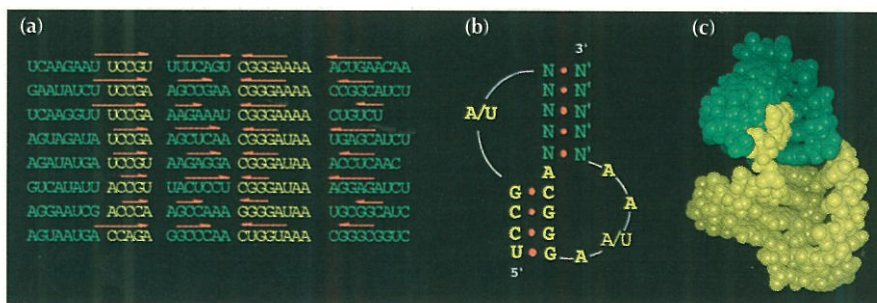 (a)
UCAAGAAU UCCGU UUUCAGU CGGGAAAA ACUGAACAA
GAAUAUCU UCCGA AGCCGAA CGGGAAAA CCGGCAUCU
UCAAGGUU UCCGA AAGAAAU CGGGAAAA CUGUCU
AGUAGAUA UCCGA AGCUCAA CGGGAUAA UGAGCAUCU
AGAUAUGA UCCGU AAGAGGA CGGGAUAA ACCUCAAC
GUCAUAUU ACCGU UACUCCU CGGGAUAA AGGAGAUCU
AGGAAUCG ACCCA AGCCAAA GGGGAUAA UGCGGCAUC
AGUAAUGA CCAGA GGCCCAA CUGGUAAA CGGGCGGUC
(b)
3'
N • N'
N • N'
A/U N • N'
N • N'
N • N'
A A
G • C
C • G A
C • G A/U
U • G A
5'
(c)